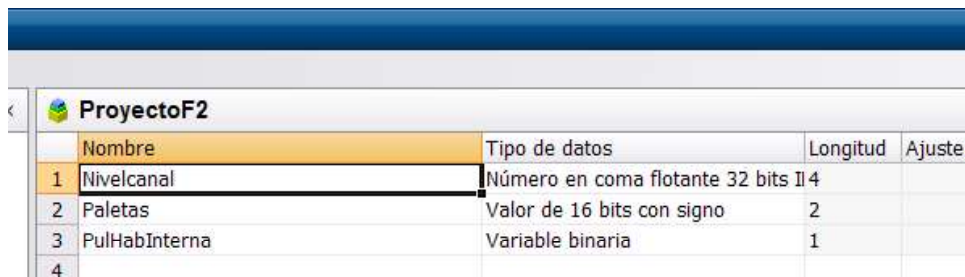 ProyectoF2
Nombre Tipo de datos Longitud Ajuste
1 Nivelcanal Número en coma flotante 32 bits II 4
2 Paletas Valor de 16 bits con signo 2
3 PulHabInterna Variable binaria 1
4